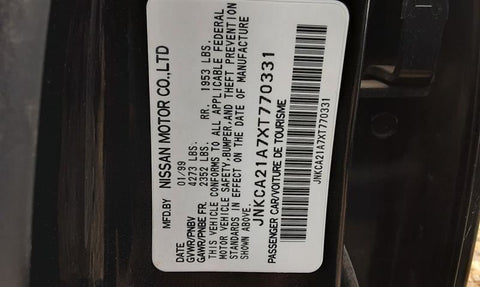 MFD.BY NISSAN MOTOR CO.,LTD
DATE 01/99
GVWR/PNBV 4273 LBS.
GAWR/PNBE FR. 2352 LBS. RR. 1953 LBS.
THIS VEHICLE CONFORMS TO ALL APPLICABLE FEDERAL
MOTOR VEHICLE SAFETY,BUMPER,AND THEFT PREVENTION
STANDARDS IN EFFECT ON THE DATE OF MANUFACTURE
SHOWN ABOVE.
JNKCA21A7XT770331
PASSENGER CAR/VOITURE DE TOURISME
JNKCA21A7XT770331